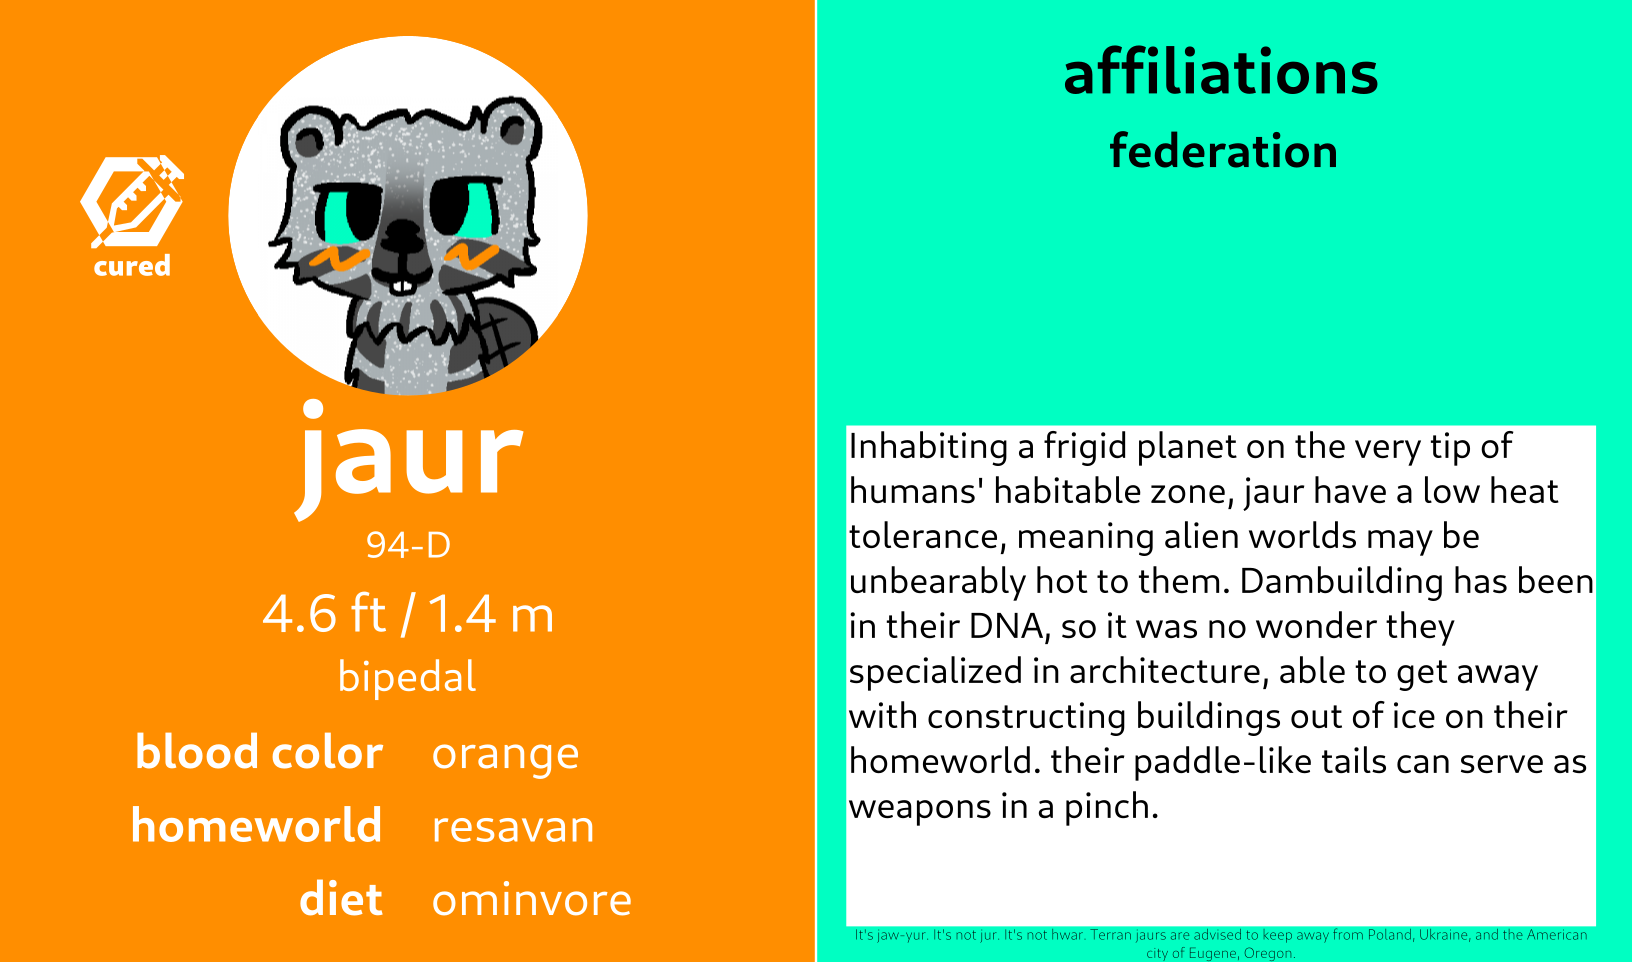 cured
jaur
94-D
4.6 ft / 1.4 m
bipedal
blood color orange
homeworld resavan
diet ominvore
affiliations
federation
Inhabiting a frigid planet on the very tip of
humans' habitable zone, jaur have a low heat
tolerance, meaning alien worlds may be
unbearably hot to them. Dambuilding has been
in their DNA, so it was no wonder they
specialized in architecture, able to get away
with constructing buildings out of ice on their
homeworld. their paddle-like tails can serve as
weapons in a pinch.
It's jaw-yur. It's not jur. It's not hwar. Terran jaurs are advised to keep away from Poland, Ukraine, and the American
city of Eugene, Oregon.